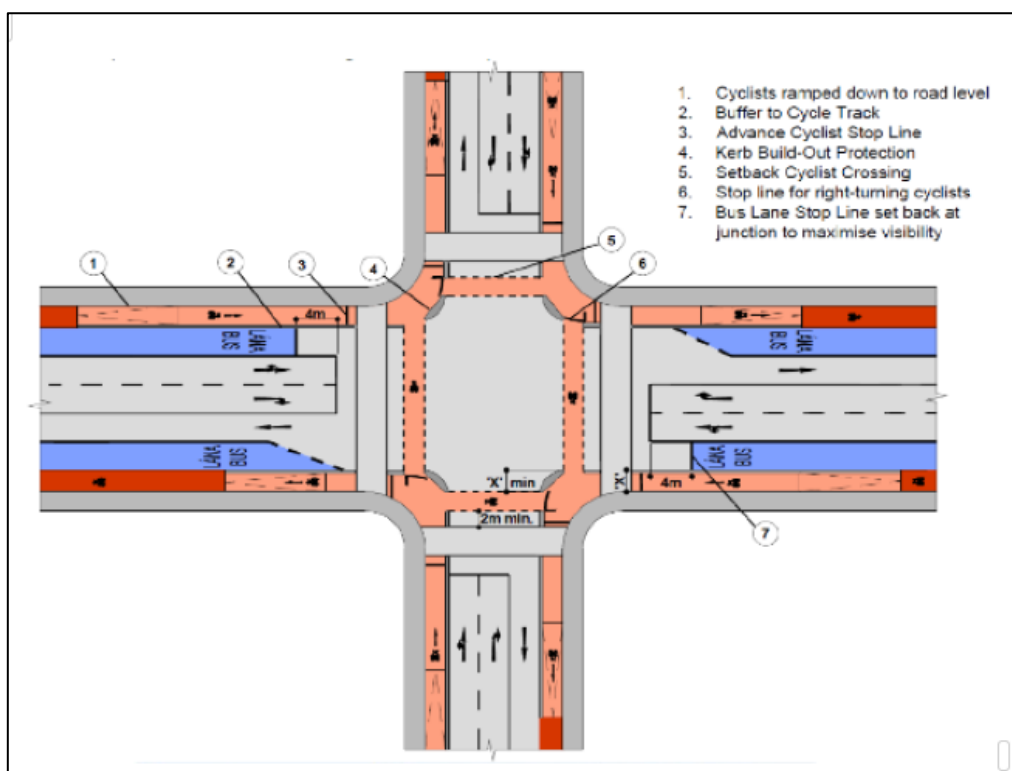 1. Cyclists ramped down to road level
2. Buffer to Cycle Track
3. Advance Cyclist Stop Line
4. Kerb Build-Out Protection
5. Setback Cyclist Crossing
6. Stop line for right-turning cyclists
7. Bus Lane Stop Line set back at
junction to maximise visibility
1
2
3
4
5
6
4m
LÁNA
BUS
LÁNA
BUS
LÁNA
BUS
LÁNA
BUS
'X' min
'X'
4m
2m min.
7